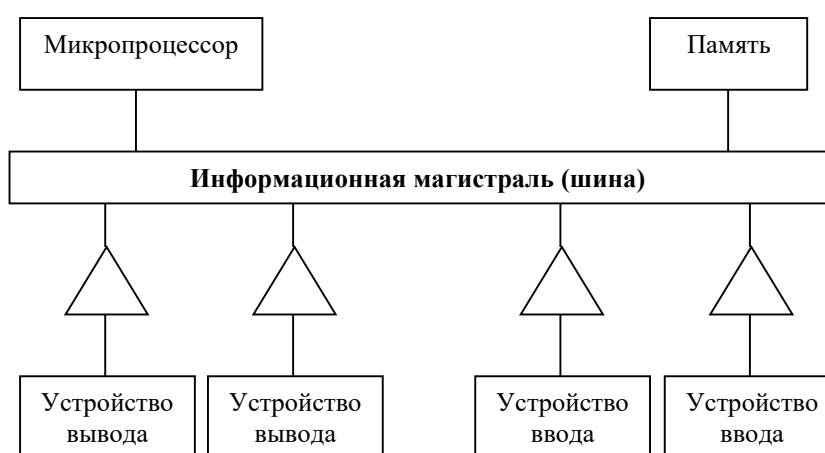 Микропроцессор
Память
Информационная магистраль (шина)
Устройство
вывода
Устройство
вывода
Устройство
ввода
Устройство
ввода